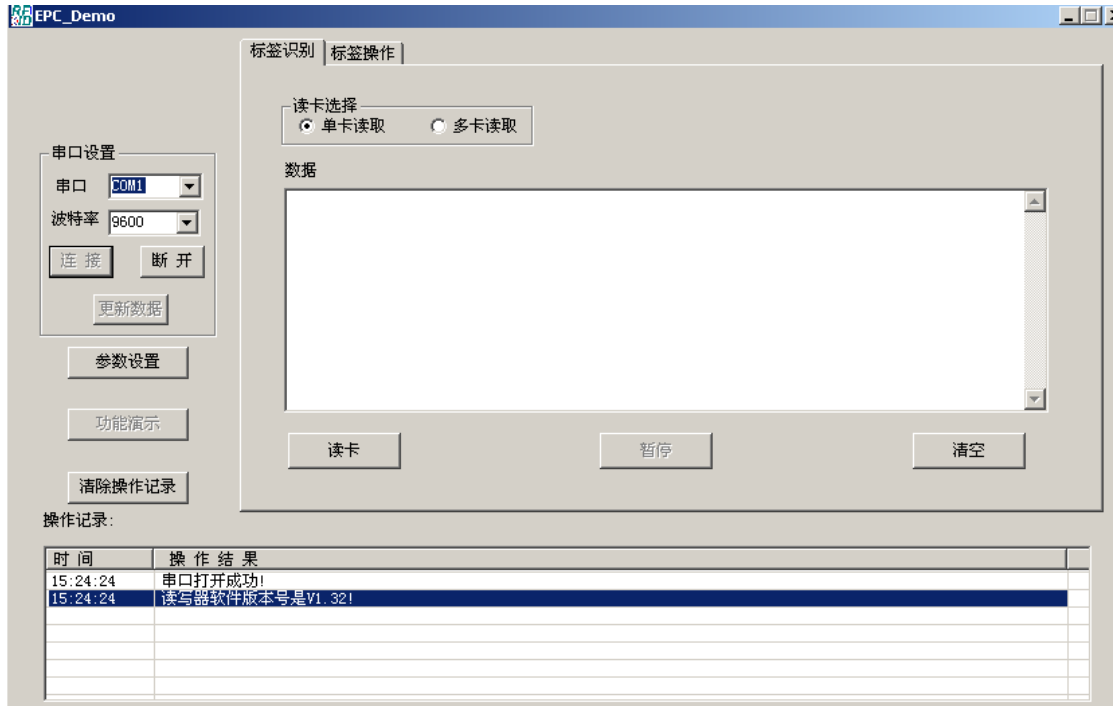 EPC_Demo
标签识别 标签操作
读卡选择
单卡读取 多卡读取
串口设置
串口 COM1
波特率 9600
连 接 断 开
更新数据
参数设置
功能演示
清除操作记录
数据
读卡 暂停 清空
操作记录:
时 间 操 作 结 果
15:24:24 串口打开成功!
15:24:24 读写器软件版本号是V1.32!